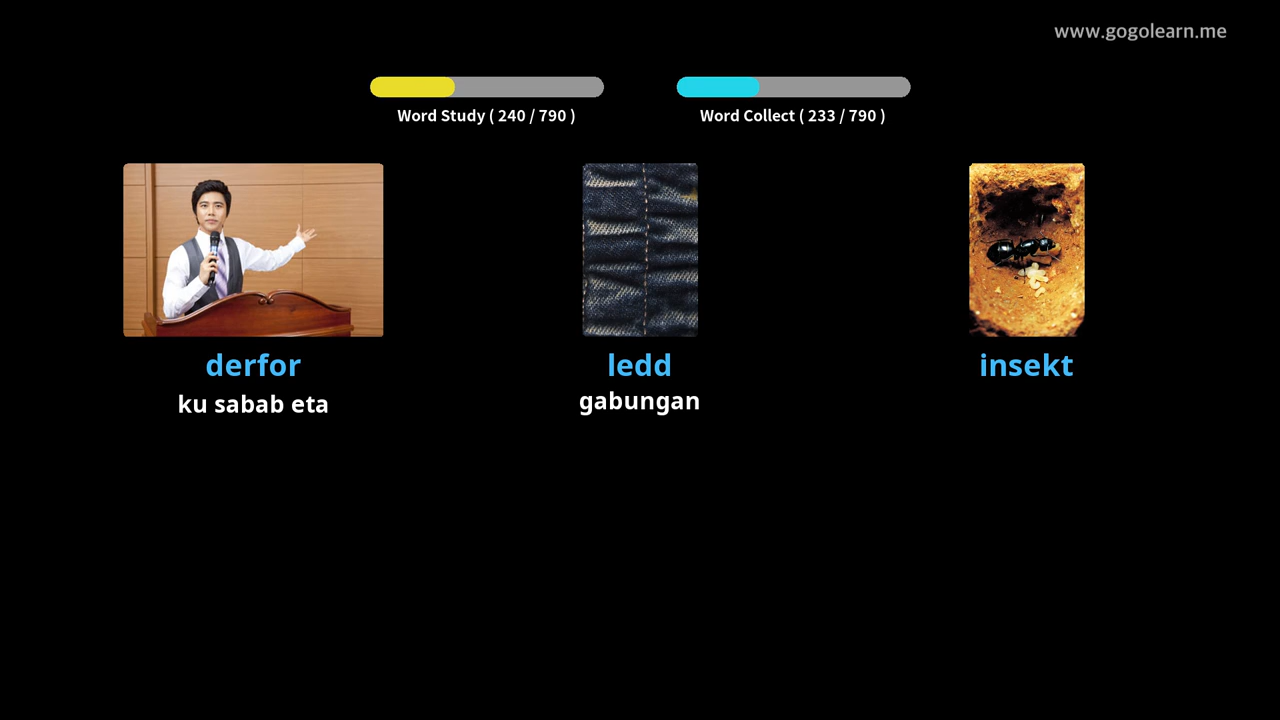 www.gogolearn.me
Word Study ( 240 / 790 )
Word Collect ( 233 / 790 )
derfor
ku sabab eta
ledd
gabungan
insekt